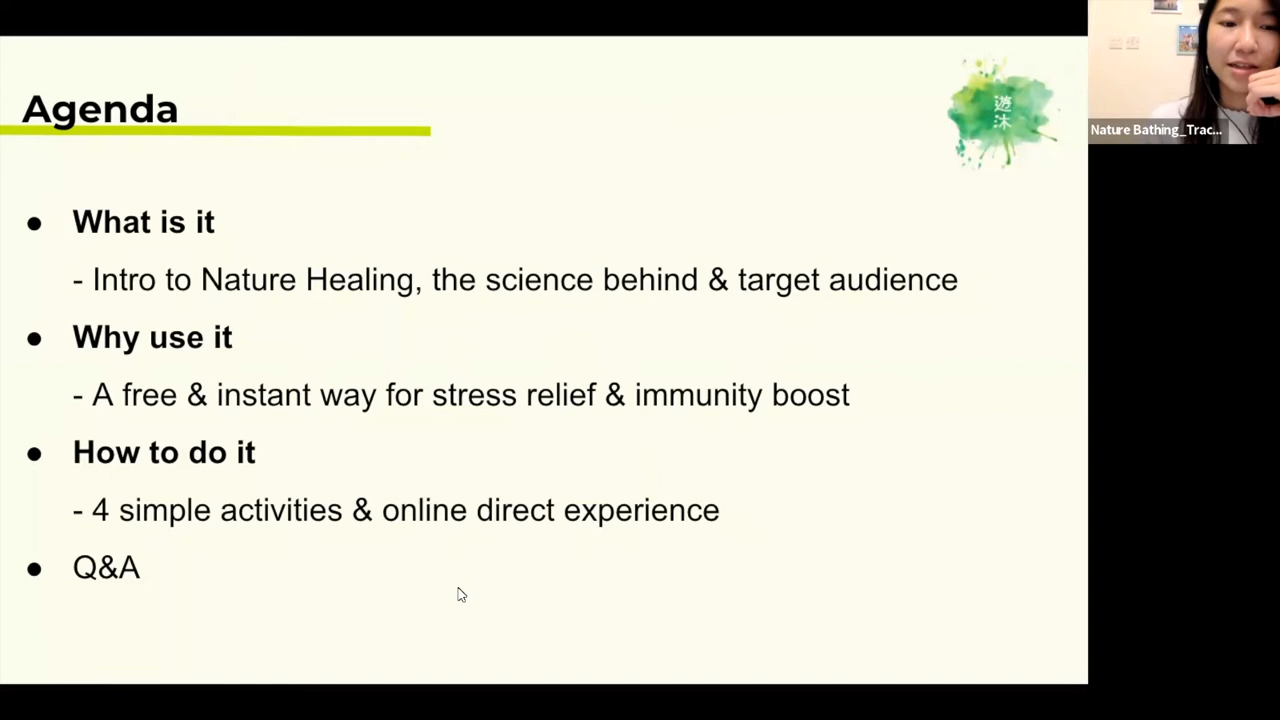 Agenda
遊
沐
Nature Bathing_Trac...
● What is it
- Intro to Nature Healing, the science behind & target audience
● Why use it
- A free & instant way for stress relief & immunity boost
● How to do it
- 4 simple activities & online direct experience
● Q&A